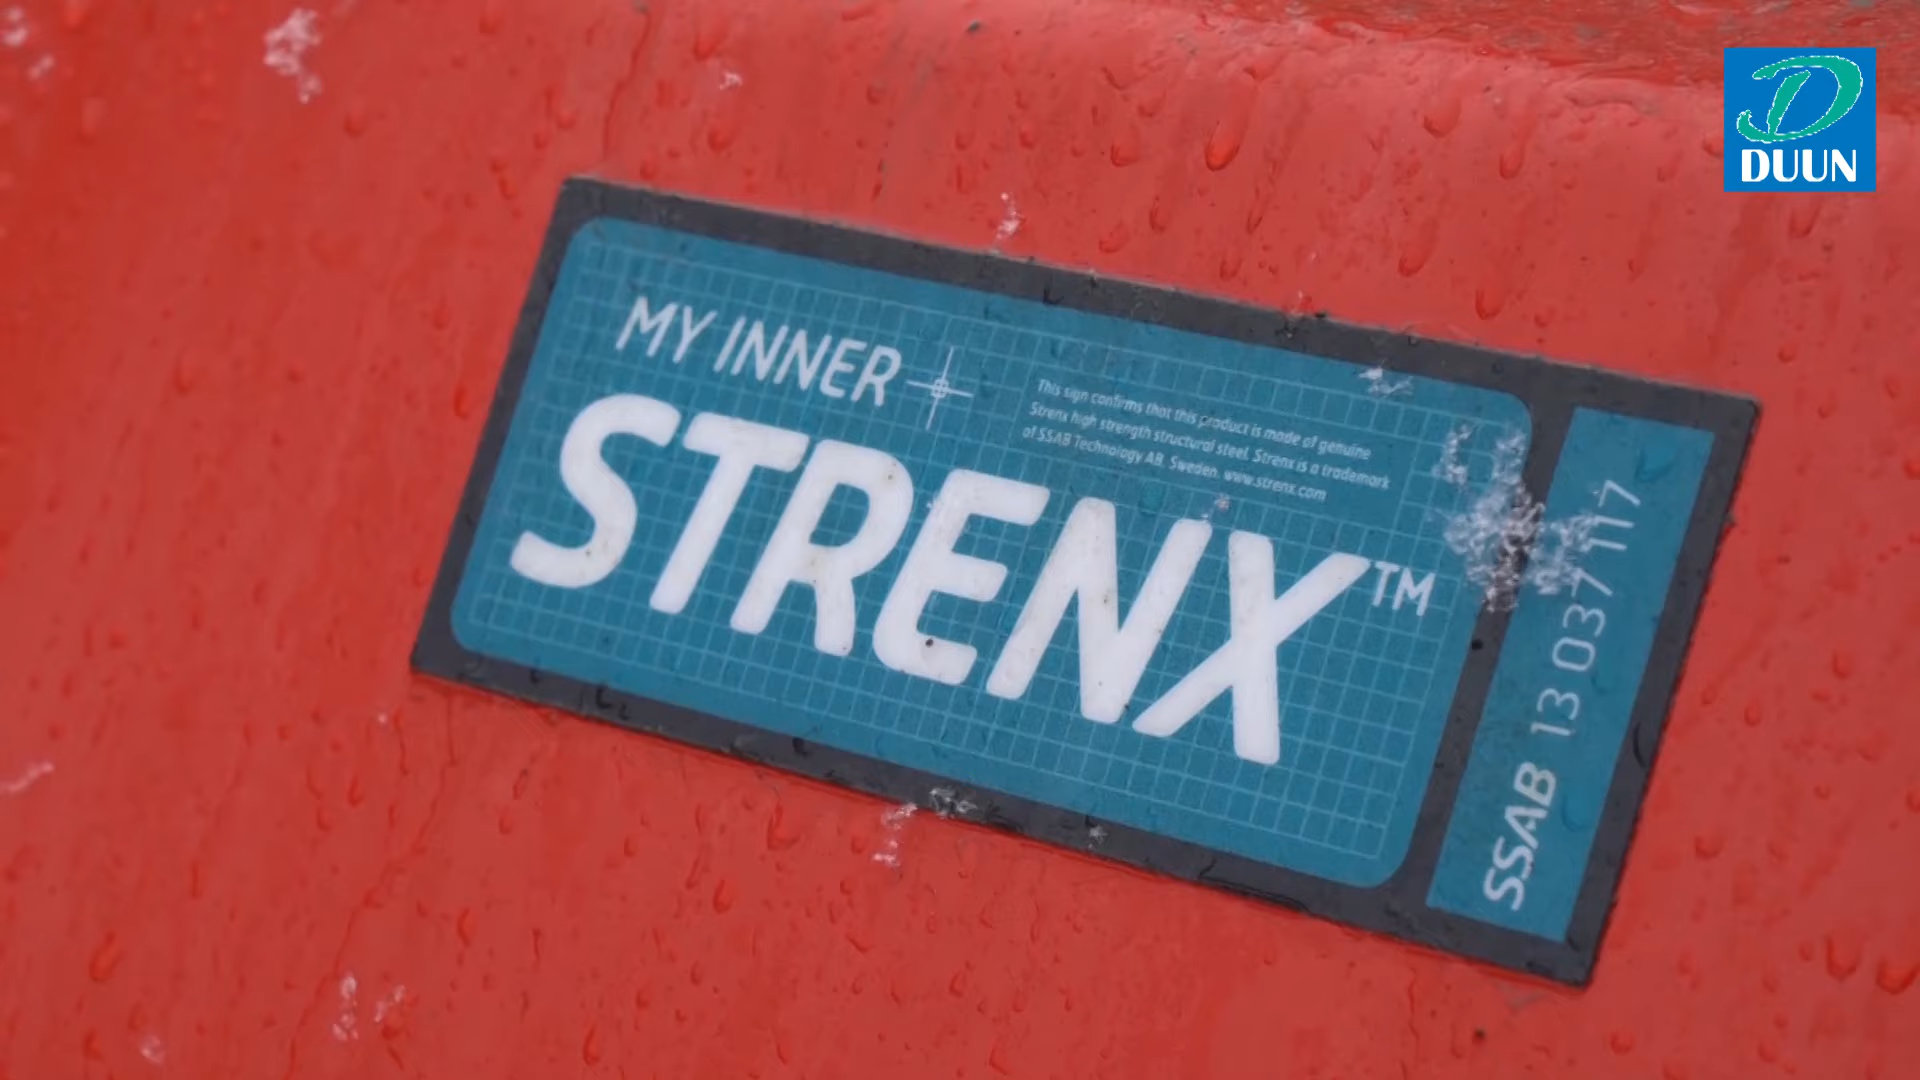 DUUN
MY INNER
STRENX™
This sign confirms that this product is made of genuine
Strenx high strength structural steel. Strenx is a trademark
of SSAB Technology AB, Sweden. www.strenx.com
SSAB 13 037 117